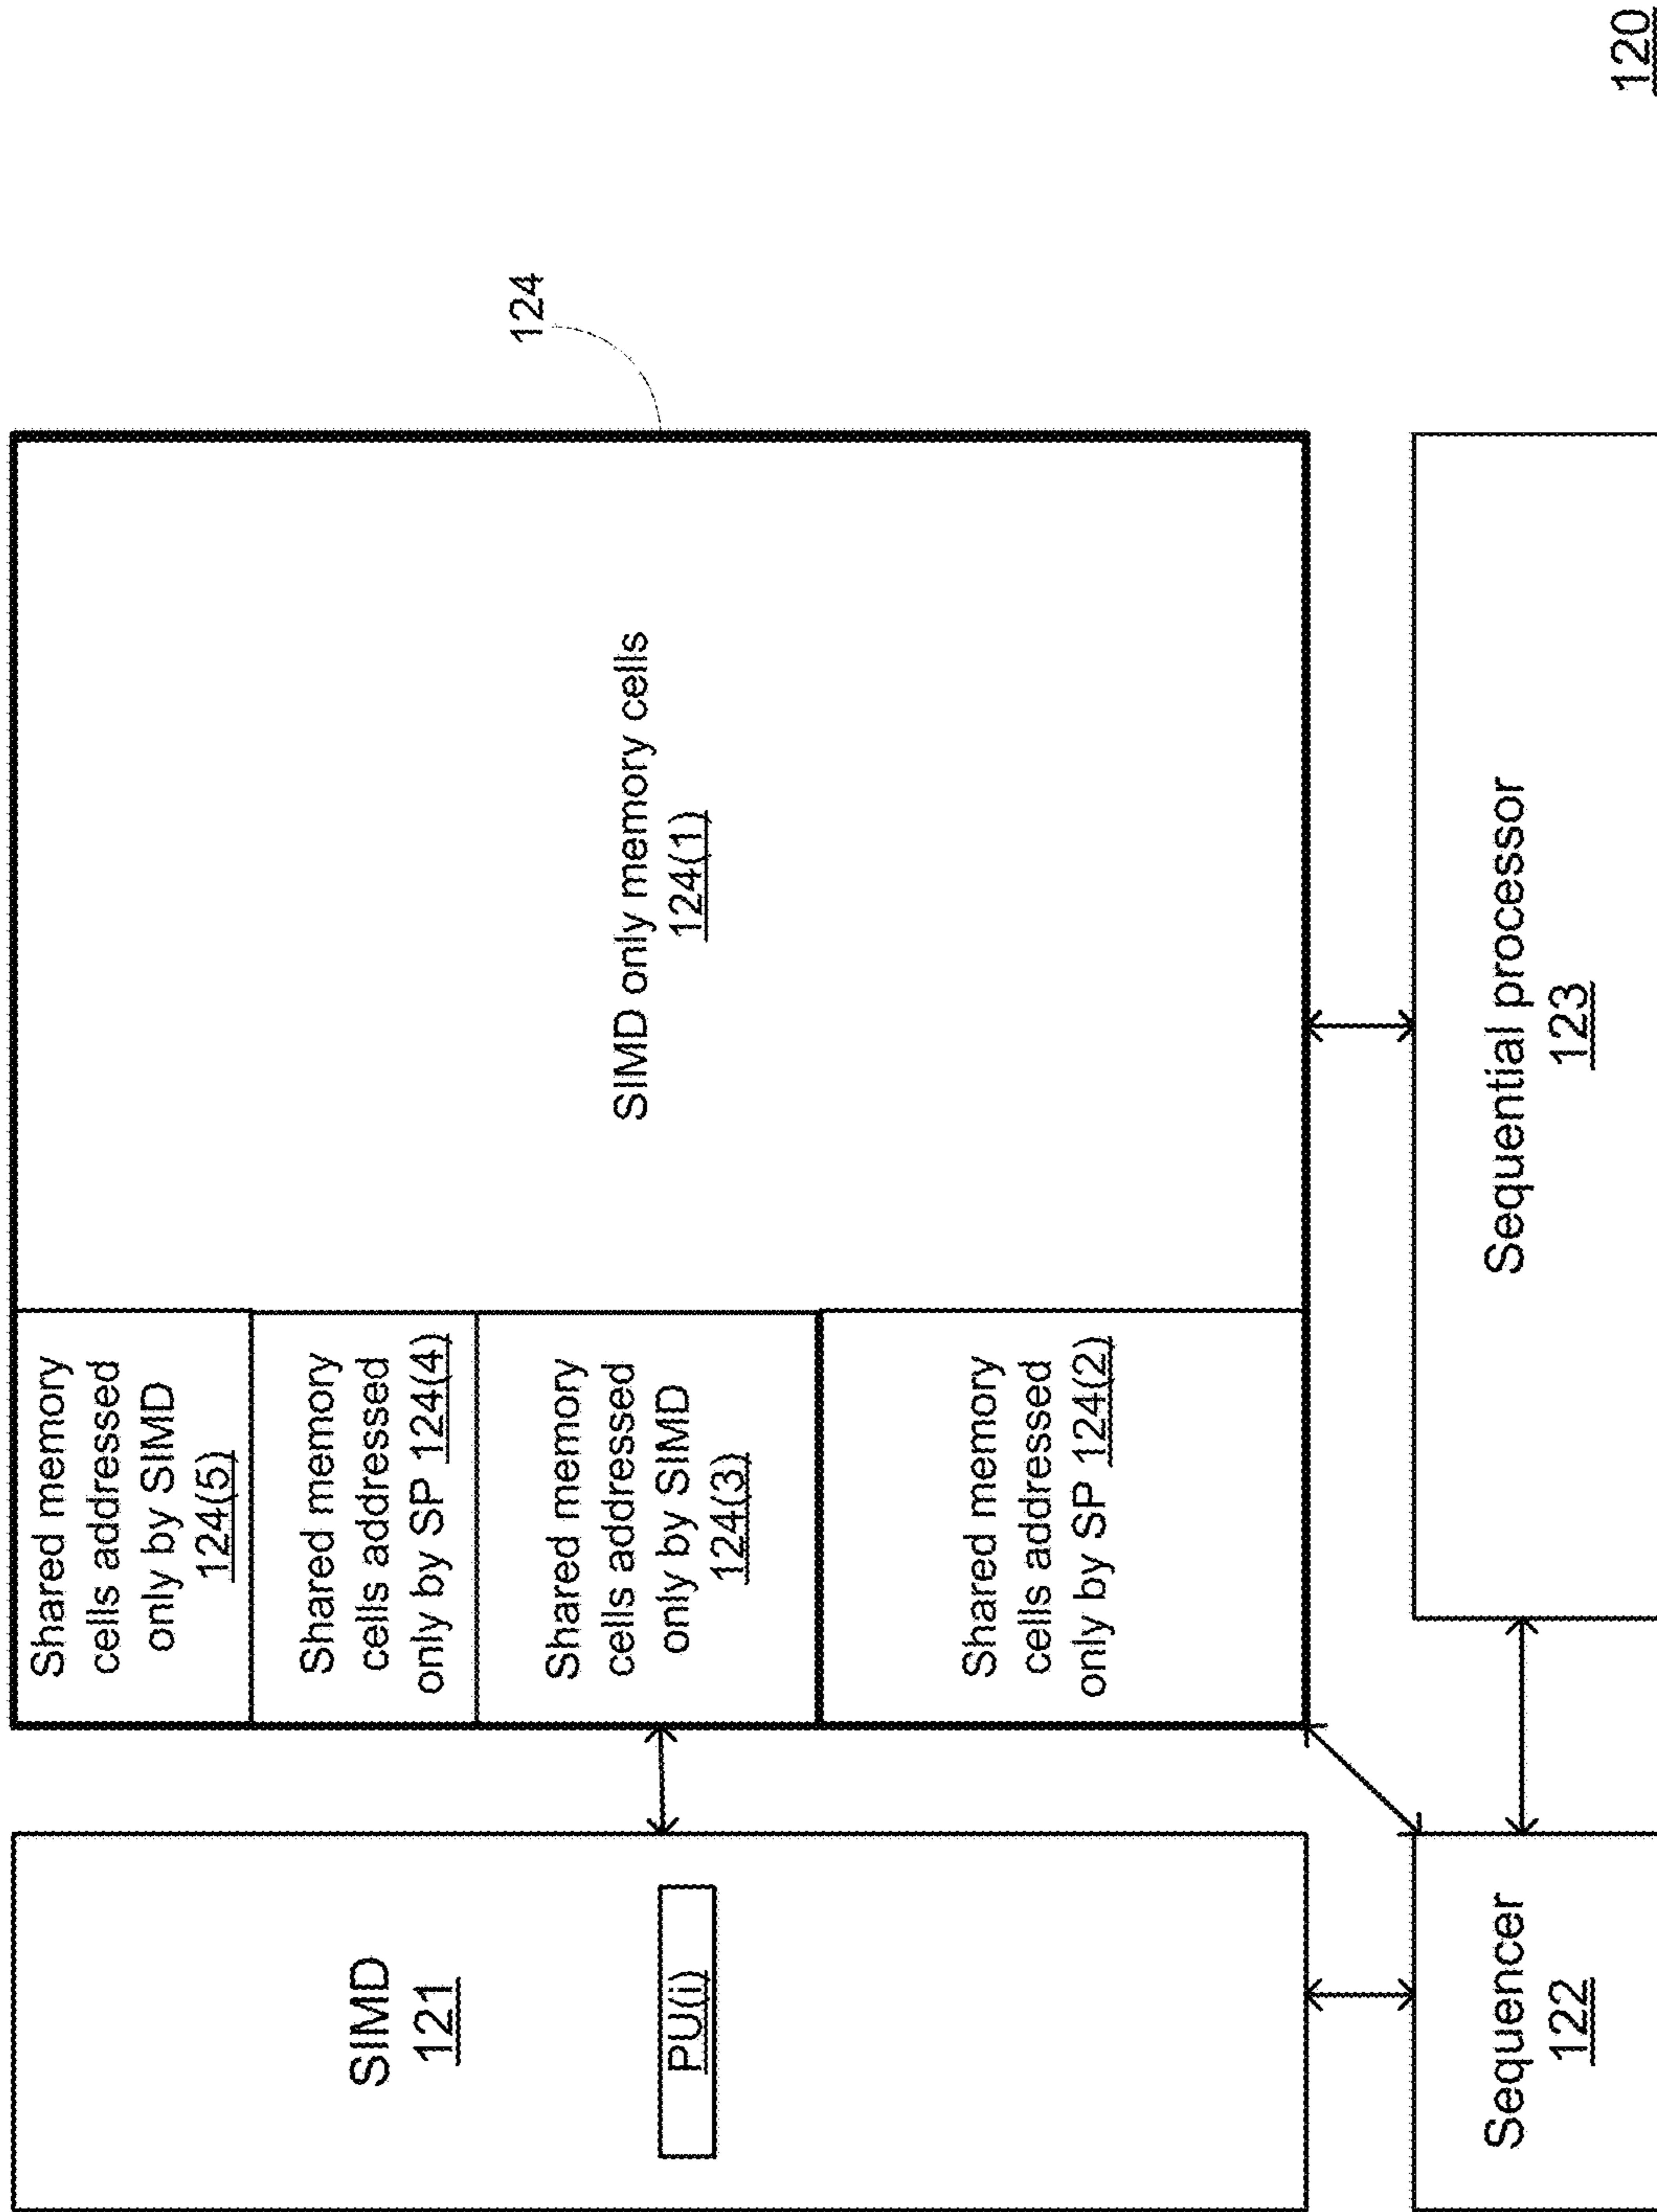 SIMD
121
PU(i)
Shared memory
cells addressed
only by SIMD
124(5)
Shared memory
cells addressed
only by SP 124(4)
Shared memory
cells addressed
only by SIMD
124(3)
Shared memory
cells addressed
only by SP 124(2)
SIMD only memory cells
124(1)
124
Sequencer
122
Sequential processor
123
120